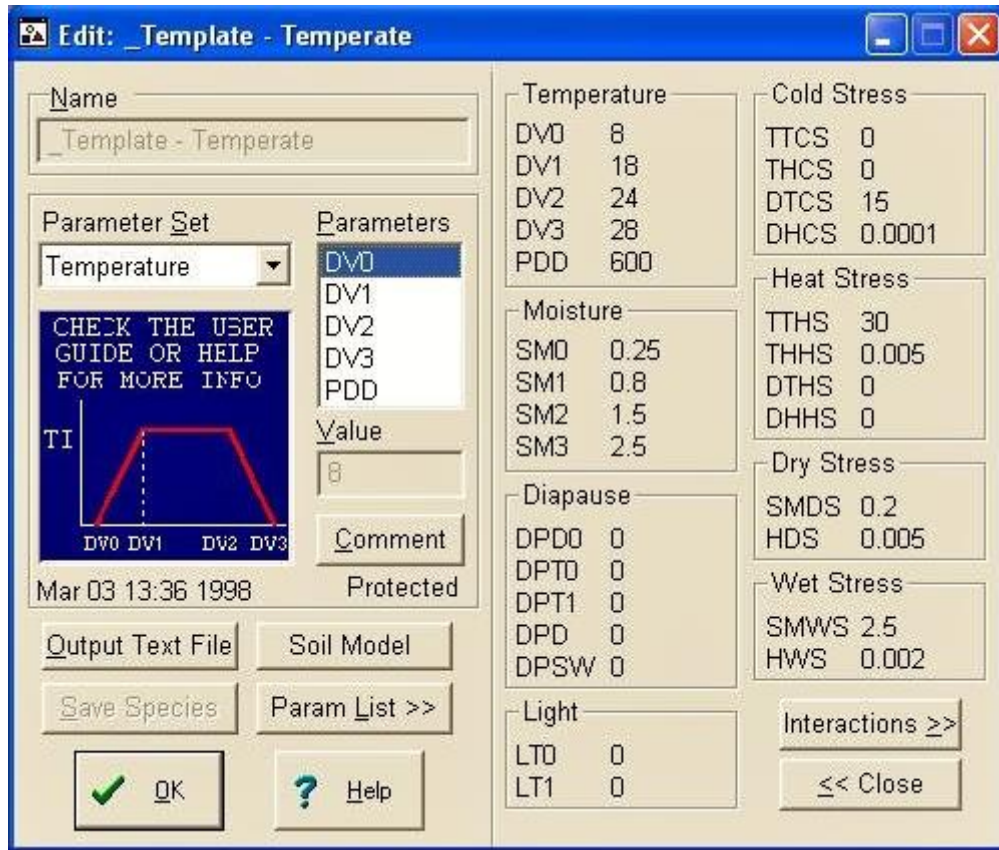 Edit: _Template - Temperate
Name
_Template - Temperate
Parameter Set
Temperature
Parameters
DV0
DV1
DV2
DV3
PDD
CHECK THE USER
GUIDE OR HELP
FOR MORE INFO
TI
DV0 DV1 DV2 DV3
Value
8
Comment
Mar 03 13:36 1998
Protected
Output Text File
Soil Model
Save Species
Param List >>
OK
Help
Temperature
DV0 8
DV1 18
DV2 24
DV3 28
PDD 600
Moisture
SM0 0.25
SM1 0.8
SM2 1.5
SM3 2.5
Diapause
DPD0 0
DPT0 0
DPT1 0
DPD 0
DPSW 0
Light
LT0 0
LT1 0
Cold Stress
TTCS 0
THCS 0
DTCS 15
DHCS 0.0001
Heat Stress
TTHS 30
THHS 0.005
DTHS 0
DHHS 0
Dry Stress
SMDS 0.2
HDS 0.005
Wet Stress
SMWS 2.5
HWS 0.002
Interactions >>
<< Close